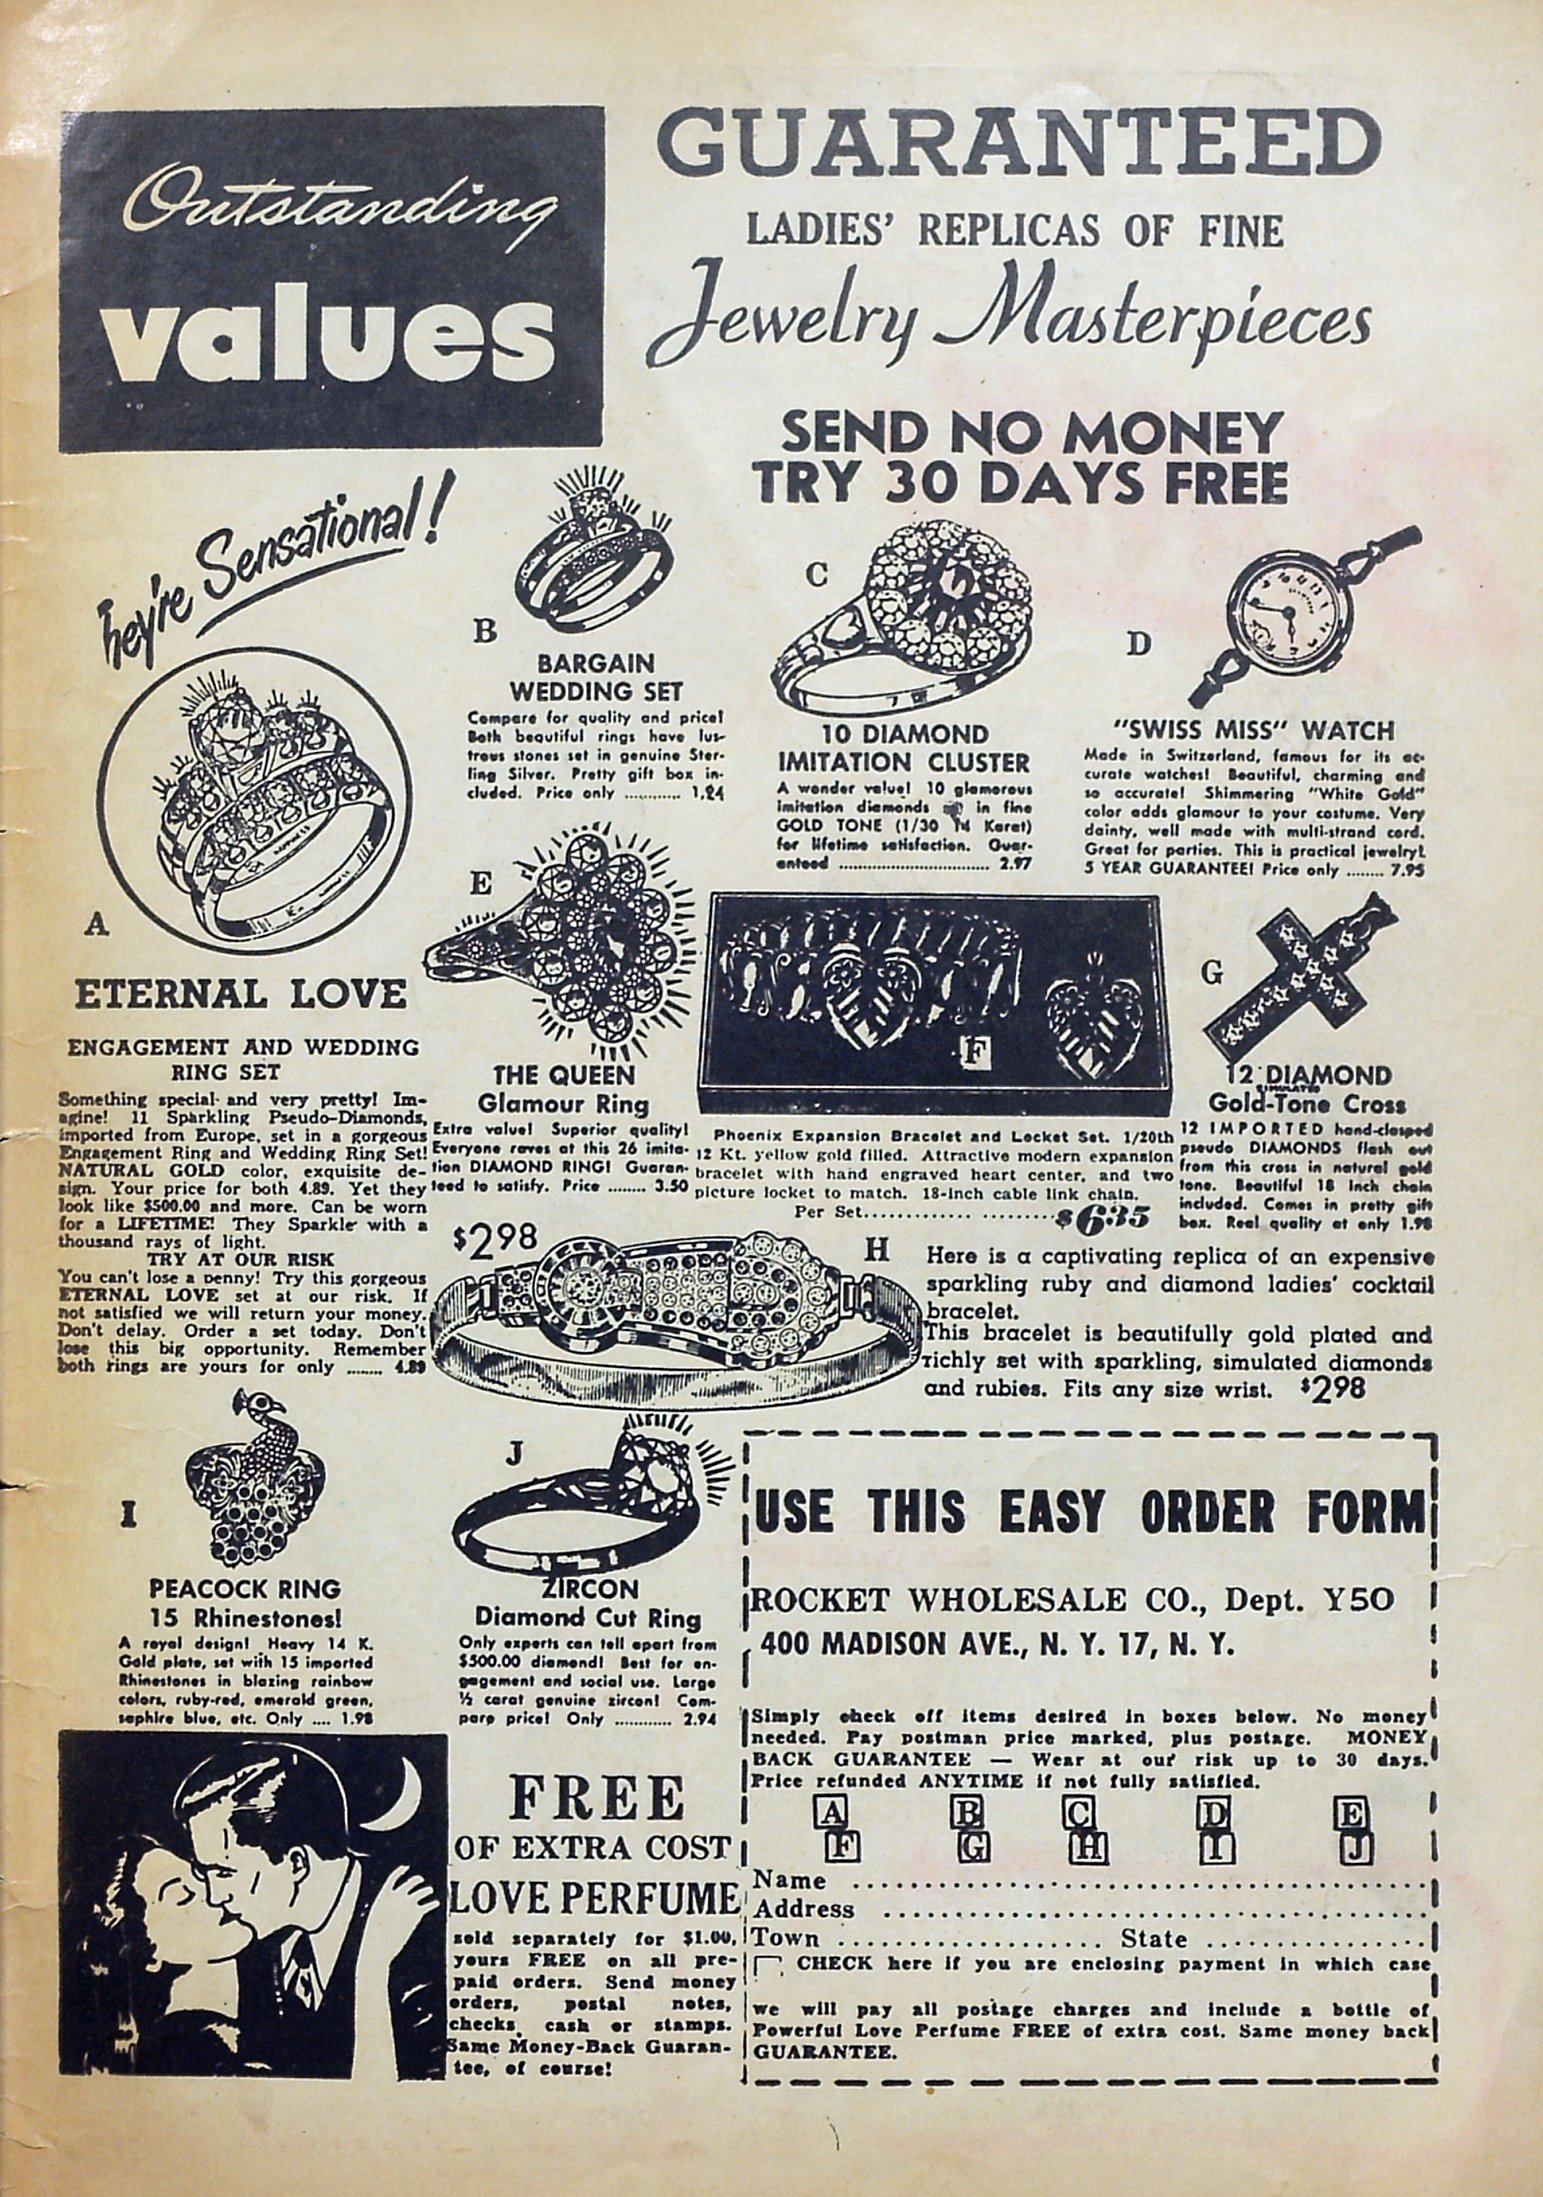 Outstanding
values
GUARANTEED
LADIES' REPLICAS OF FINE
Jewelry Masterpieces
SEND NO MONEY
TRY 30 DAYS FREE
hey're Sensational!
A
ETERNAL LOVE
ENGAGEMENT AND WEDDING
RING SET
Something special and very pretty! Im-
agine! 11 Sparkling Pseudo-Diamonds,
imported from Europe, set in a gorgeous
Engagement Ring and Wedding Ring Set!
NATURAL GOLD color, exquisite de-
sign. Your price for both 4.89. Yet they
look like $500.00 and more. Can be worn
for a LIFETIME! They Sparkle with a
thousand rays of light.
TRY AT OUR RISK
You can't lose a penny! Try this gorgeous
ETERNAL LOVE set at our risk. If
not satisfied we will return your money.
Don't delay. Order a set today. Don't
lose this big opportunity. Remember
both rings are yours for only ........ 4.89
B
BARGAIN
WEDDING SET
Compare for quality and price!
Both beautiful rings have lus-
trous stones set in genuine Ster-
ling Silver. Pretty gift box in-
cluded. Price only ............ 1.24
C
10 DIAMOND
IMITATION CLUSTER
A wonder value! 10 glamorous
imitation diamonds in fine
GOLD TONE (1/30 14 Karat)
for lifetime satisfaction. Guar-
anteed ................................ 2.97
D
"SWISS MISS" WATCH
Made in Switzerland, famous for its ac-
curate watches! Beautiful, charming and
so accurate! Shimmering "White Gold"
color adds glamour to your costume. Very
dainty, well made with multi-strand cord.
Great for parties. This is practical jewelry!
5 YEAR GUARANTEE! Price only ........ 7.95
E
THE QUEEN
Glamour Ring
Extra value! Superior quality!
Everyone raves at this 26 imita-
tion DIAMOND RING! Guaran-
teed to satisfy. Price ........ 3.50
F
Phoenix Expansion Bracelet and Locket Set. 1/20th
12 Kt. yellow gold filled. Attractive modern expansion
bracelet with hand engraved heart center, and two
picture locket to match. 18-inch cable link chain.
Per Set....................... $6.35
G
12 DIAMOND
SIMULATED
Gold-Tone Cross
12 IMPORTED hand-clasped
pseudo DIAMONDS flash out
from this cross in natural gold
tone. Beautiful 18 inch chain
included. Comes in pretty gift
box. Real quality at only 1.98
$2.98
H
Here is a captivating replica of an expensive
sparkling ruby and diamond ladies' cocktail
bracelet.
This bracelet is beautifully gold plated and
richly set with sparkling, simulated diamonds
and rubies. Fits any size wrist. $2.98
I
PEACOCK RING
15 Rhinestones!
A royal design! Heavy 14 K.
Gold plate, set with 15 imported
Rhinestones in blazing rainbow
colors, ruby-red, emerald green,
saphire blue, etc. Only .... 1.98
J
ZIRCON
Diamond Cut Ring
Only experts can tell apart from
$500.00 diamond! Best for en-
gagement and social use. Large
½ carat genuine zircon! Com-
pare price! Only ............ 2.94
FREE
OF EXTRA COST
LOVE PERFUME
sold separately for $1.00,
yours FREE on all pre-
paid orders. Send money
orders, postal notes,
checks, cash or stamps.
Same Money-Back Guaran-
tee, of course!
USE THIS EASY ORDER FORM
ROCKET WHOLESALE CO., Dept. Y50
400 MADISON AVE., N. Y. 17, N. Y.
Simply check off items desired in boxes below. No money
needed. Pay postman price marked, plus postage. MONEY
BACK GUARANTEE — Wear at our risk up to 30 days.
Price refunded ANYTIME if not fully satisfied.
A B C D E
F G H I J
Name ........................................
Address ......................................
Town .................... State ................
CHECK here if you are enclosing payment in which case
we will pay all postage charges and include a bottle of
Powerful Love Perfume FREE of extra cost. Same money back
GUARANTEE.